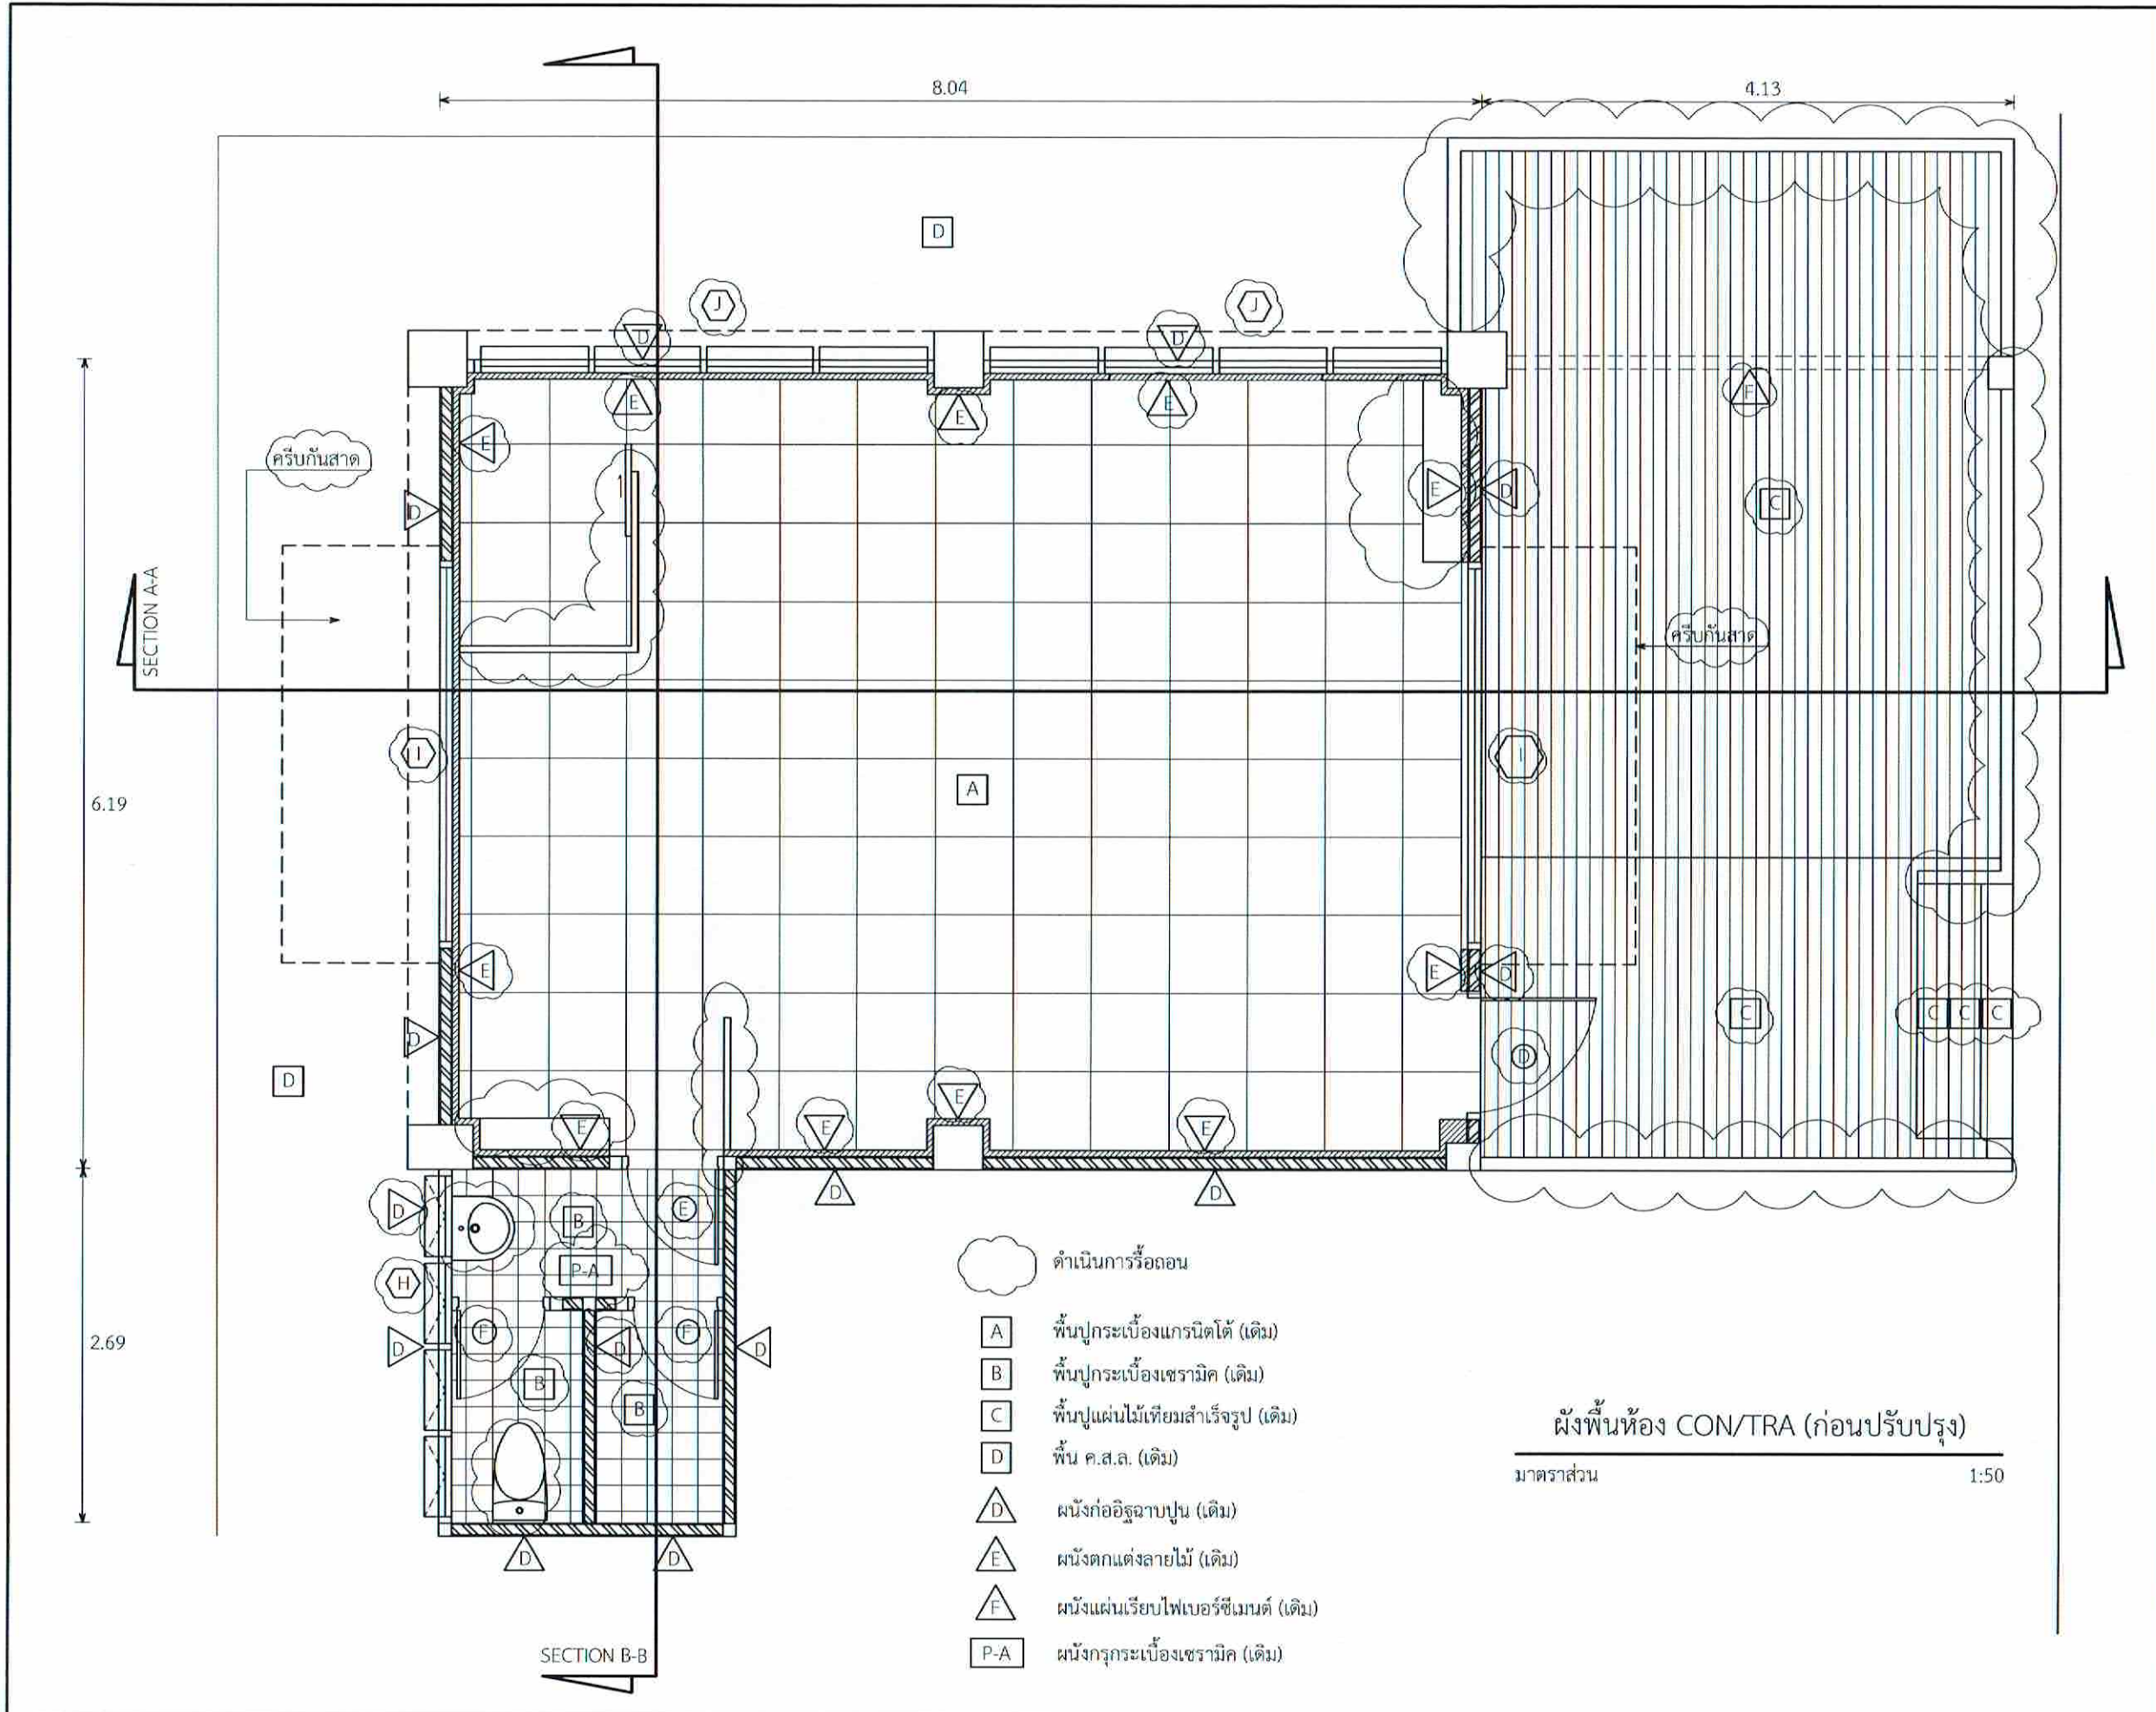 8.04
4.13
D
J
J
D
D
E
E
E
F
E
ครีบกันสาด
E
D
C
D
SECTION A-A
ครีบกันสาด
I
I
A
6.19
E
E
D
C
C
C
C
D
D
D
E
E
E
E
D
D
D
E
B
P-A
H
2.69
F
F
D
D
D
B
B
D
D
ดำเนินการรื้อถอน
A พื้นปูกระเบื้องแกรนิตโต้ (เดิม)
B พื้นปูกระเบื้องเซรามิค (เดิม)
C พื้นปูแผ่นไม้เทียมสำเร็จรูป (เดิม)
D พื้น ค.ส.ล. (เดิม)
D ผนังก่ออิฐฉาบปูน (เดิม)
E ผนังตกแต่งลายไม้ (เดิม)
F ผนังแผ่นเรียบไฟเบอร์ซีเมนต์ (เดิม)
P-A ผนังกรุกระเบื้องเซรามิค (เดิม)
ผังพื้นห้อง CON/TRA (ก่อนปรับปรุง)
มาตราส่วน 1:50
SECTION B-B